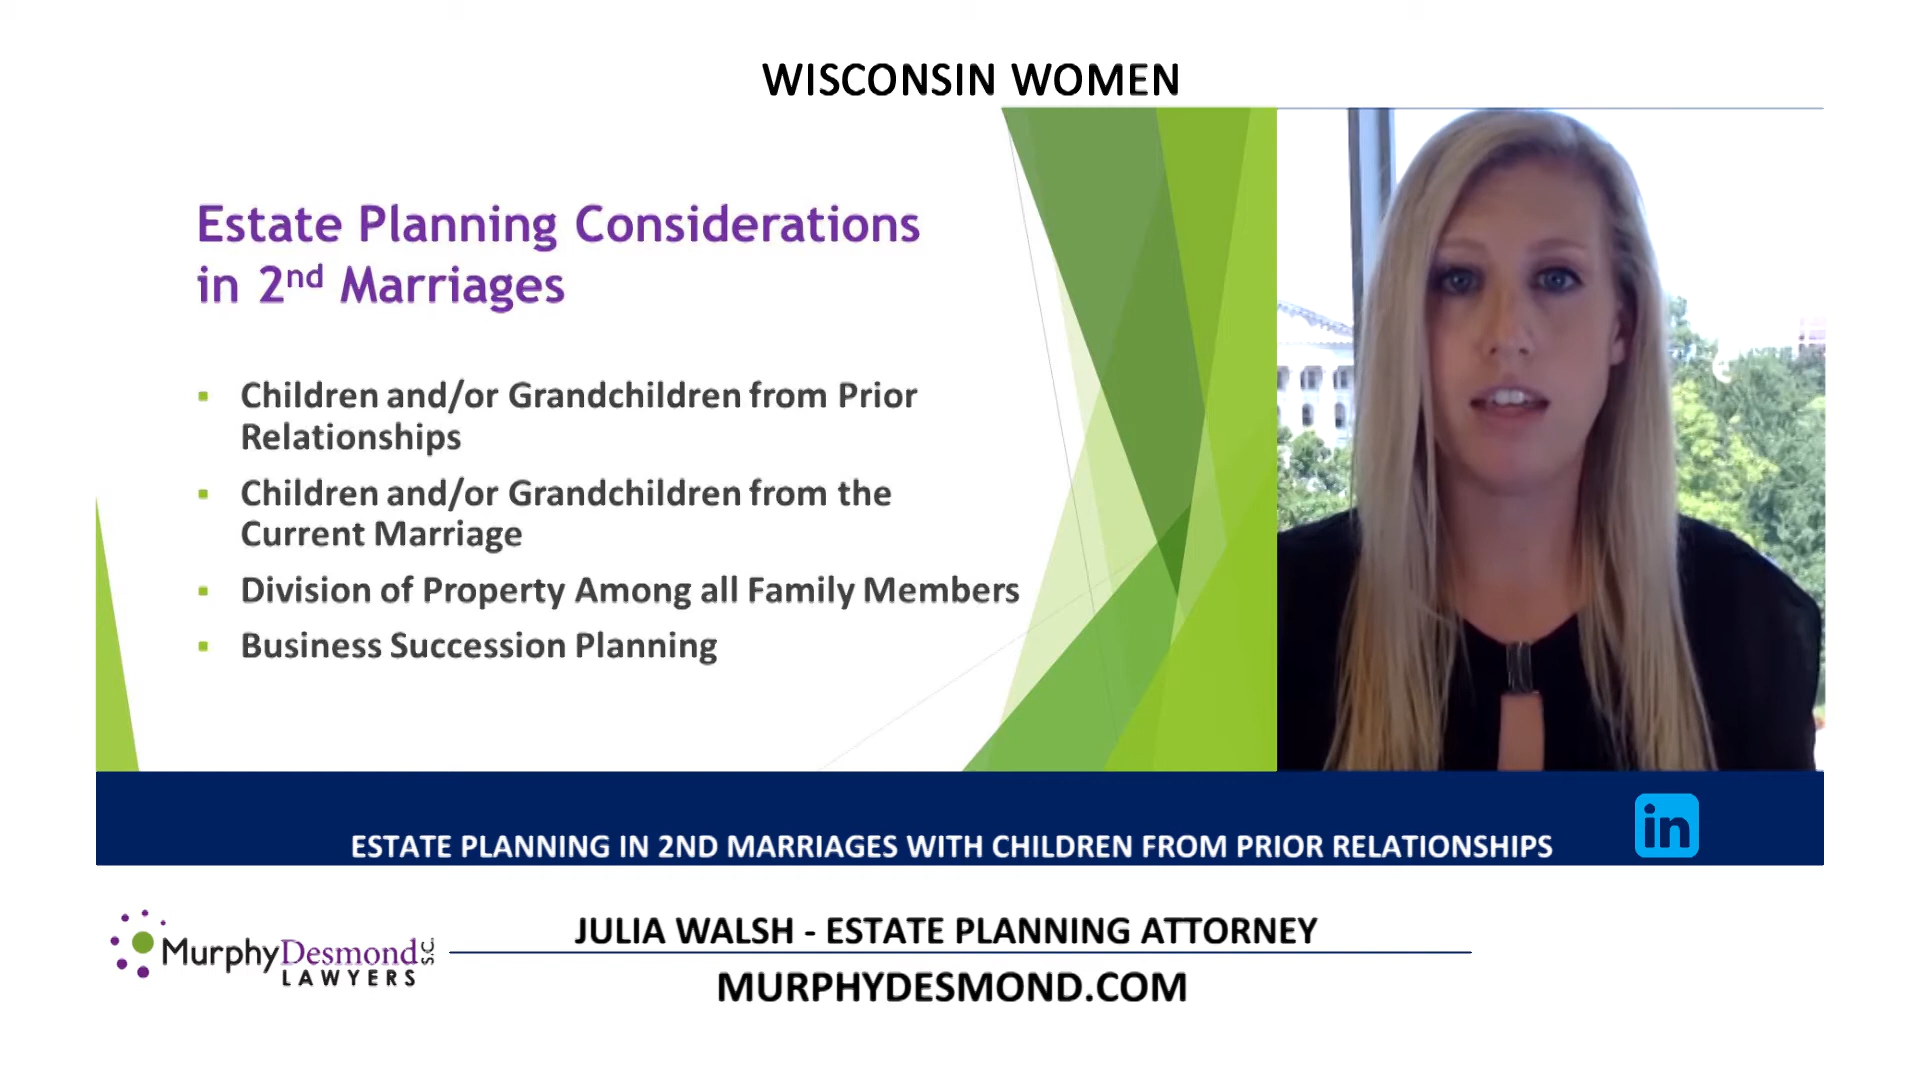 WISCONSIN WOMEN
Estate Planning Considerations
in 2nd Marriages
Children and/or Grandchildren from Prior
Relationships
Children and/or Grandchildren from the
Current Marriage
Division of Property Among all Family Members
Business Succession Planning
ESTATE PLANNING IN 2ND MARRIAGES WITH CHILDREN FROM PRIOR RELATIONSHIPS
in
MurphyDesmond S.C.
LAWYERS
JULIA WALSH - ESTATE PLANNING ATTORNEY
MURPHYDESMOND.COM